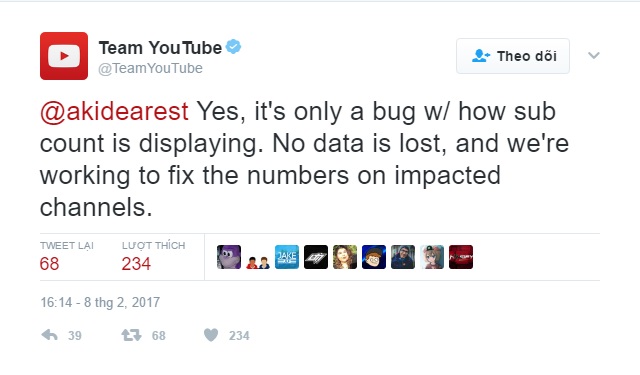 Team YouTube
@TeamYouTube
Theo dõi
@akidearest Yes, it's only a bug w/ how sub
count is displaying. No data is lost, and we're
working to fix the numbers on impacted
channels.
TWEET LẠI LƯỢT THÍCH
68 234
JAKE
16:14 - 8 thg 2, 2017
39 68 234